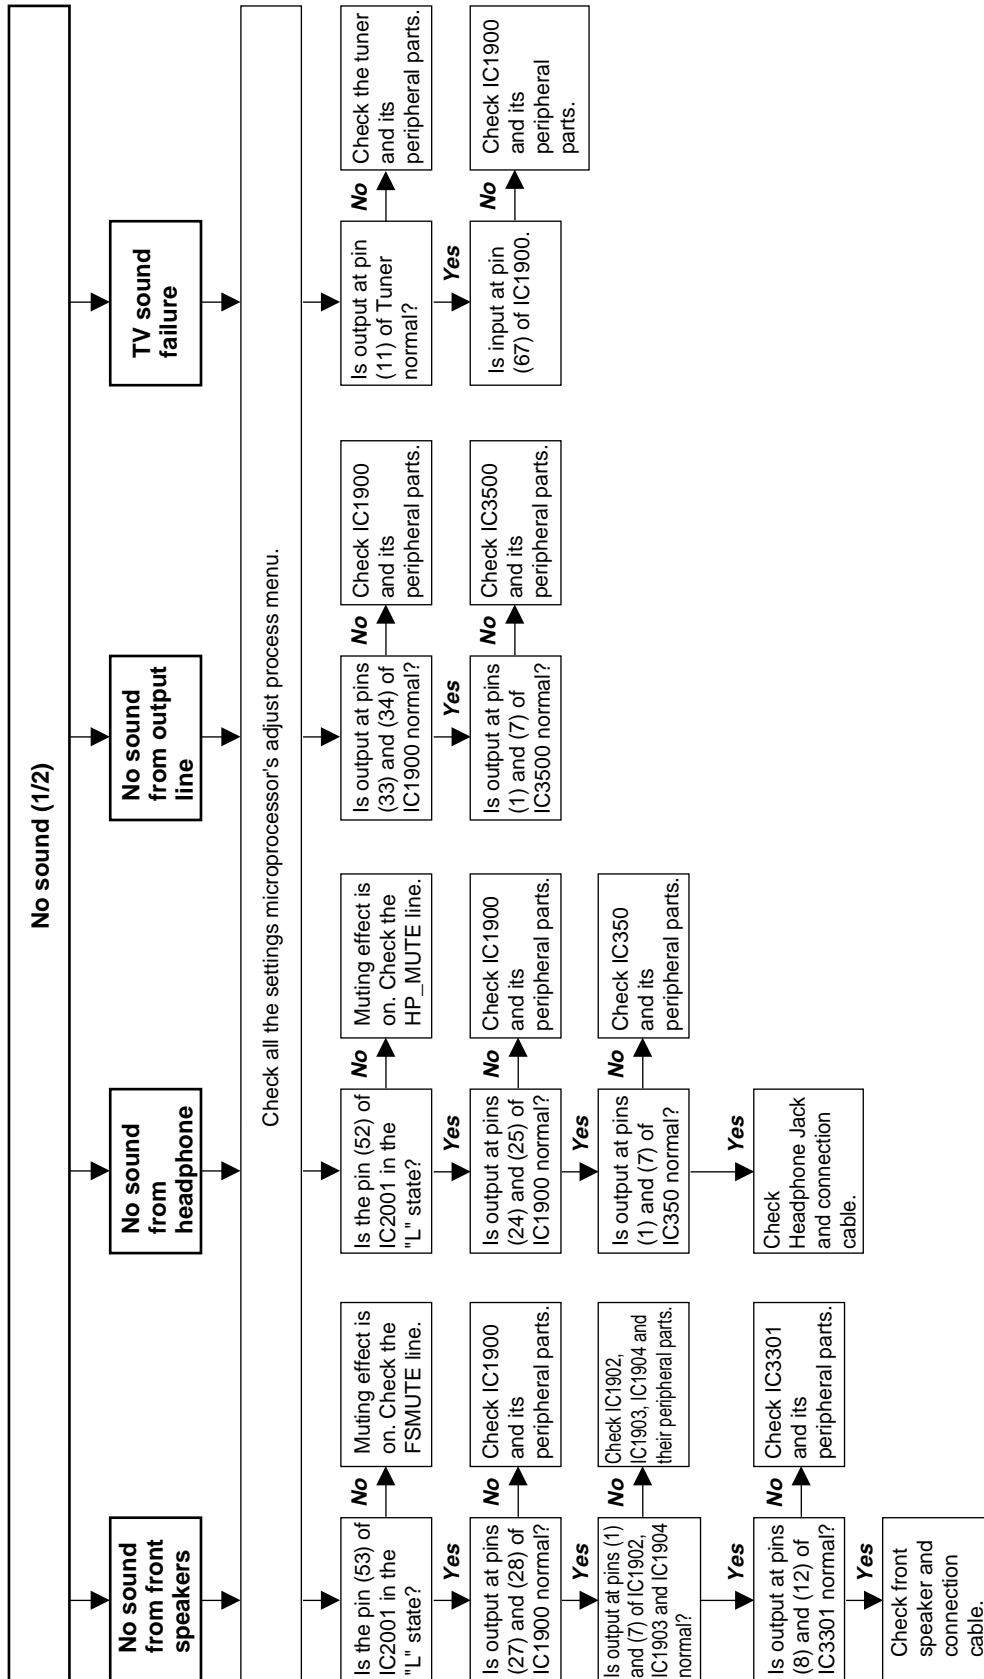 No sound (1/2)
No sound
from front
speakers
No sound
from
headphone
No sound
from output
line
TV sound
failure
Check all the settings microprocessor's adjust process menu.
Is the pin (53) of
IC2001 in the
"L" state?
No
Muting effect is
on. Check the
FSMUTE line.
Yes
Is output at pins
(27) and (28) of
IC1900 normal?
No
Check IC1900
and its
peripheral parts.
Yes
Is output at pins (1)
and (7) of IC1902,
IC1903 and IC1904
normal?
No
Check IC1902,
IC1903, IC1904 and
their peripheral parts.
Yes
Is output at pins
(8) and (12) of
IC3301 normal?
No
Check IC3301
and its
peripheral parts.
Yes
Check front
speaker and
connection
cable.
Is the pin (52) of
IC2001 in the
"L" state?
No
Muting effect is
on. Check the
HP_MUTE line.
Yes
Is output at pins
(24) and (25) of
IC1900 normal?
No
Check IC1900
and its
peripheral parts.
Yes
Is output at pins
(1) and (7) of
IC350 normal?
No
Check IC350
and its
peripheral parts.
Yes
Check
Headphone Jack
and connection
cable.
Is output at pins
(33) and (34) of
IC1900 normal?
No
Check IC1900
and its
peripheral parts.
Yes
Is output at pins
(1) and (7) of
IC3500 normal?
No
Check IC3500
and its
peripheral parts.
Is output at pin
(11) of Tuner
normal?
No
Check the tuner
and its
peripheral parts.
Yes
Is input at pin
(67) of IC1900.
No
Check IC1900
and its
peripheral
parts.